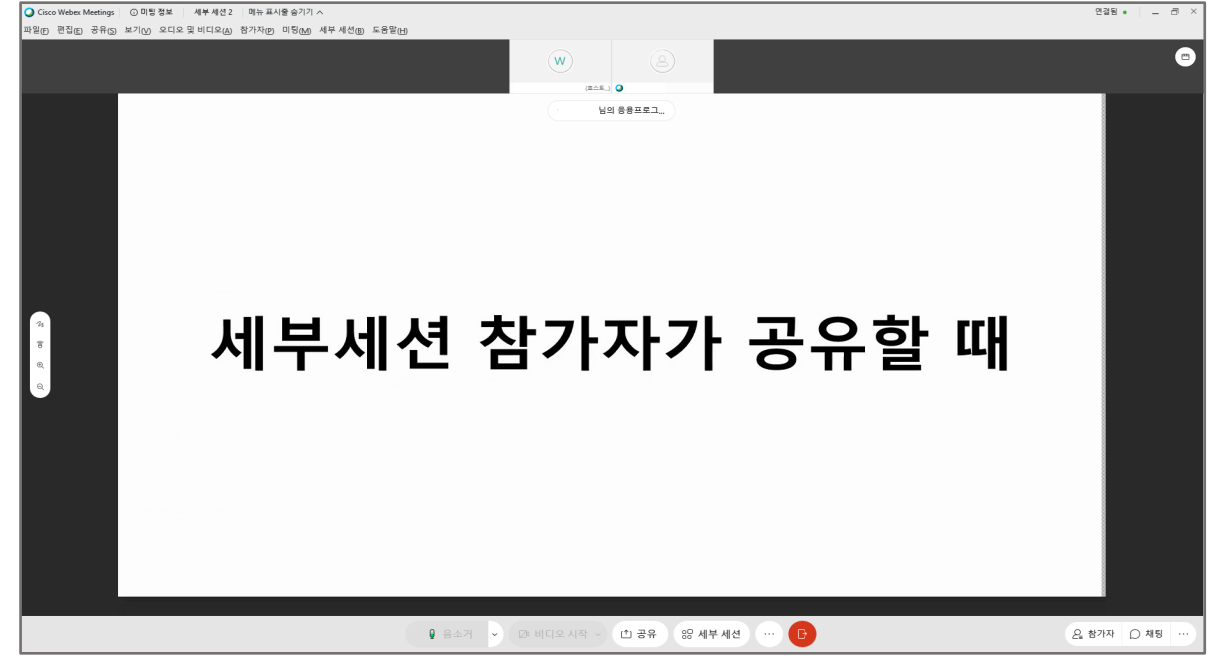 Cisco Webex Meetings 미팅 정보 세부 세션 2 메뉴 표시줄 숨기기 연결됨
파일(F) 편집(E) 공유(S) 보기(V) 오디오 및 비디오(A) 참가자(P) 미팅(M) 세부 세션(B) 도움말(H)
W
(호스트...)
님의 응용프로그...
세부세션 참가자가 공유할 때
음소거 비디오 시작 공유 세부 세션 ... 참가자 채팅 ...